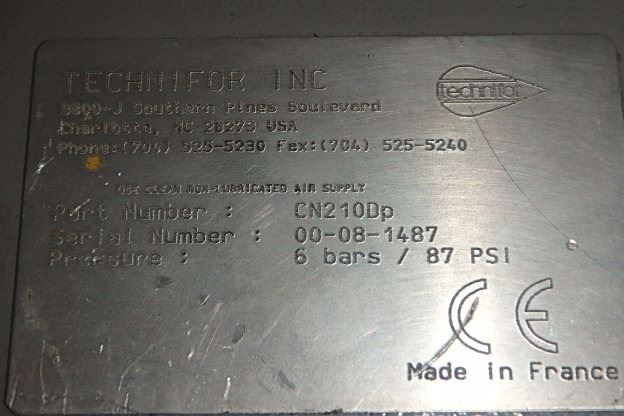 TECHNIFOR INC
technifor
9800-J Southern Pines Boulevard
Charlotte, NC 28273 USA
Phone:(704) 525-5230 Fax:(704) 525-5240
USE CLEAN NON-LUBRICATED AIR SUPPLY
Part Number : CN210Dp
Serial Number : 00-08-1487
Pressure : 6 bars / 87 PSI
CE
Made in France